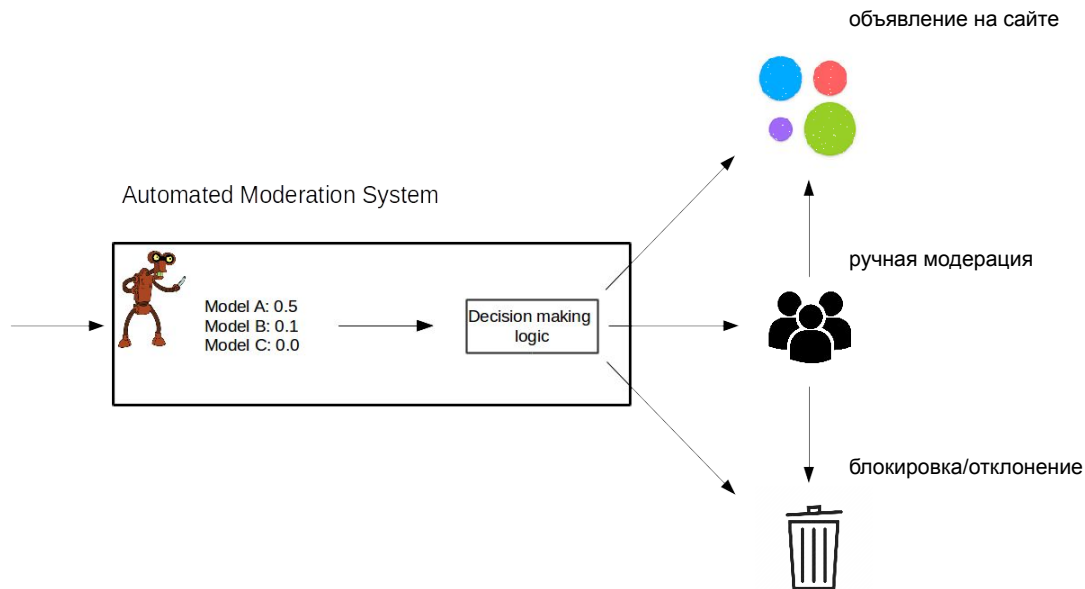 объявление на сайте
Automated Moderation System
ручная модерация
Model A: 0.5
Model B: 0.1
Model C: 0.0
Decision making
logic
блокировка/отклонение